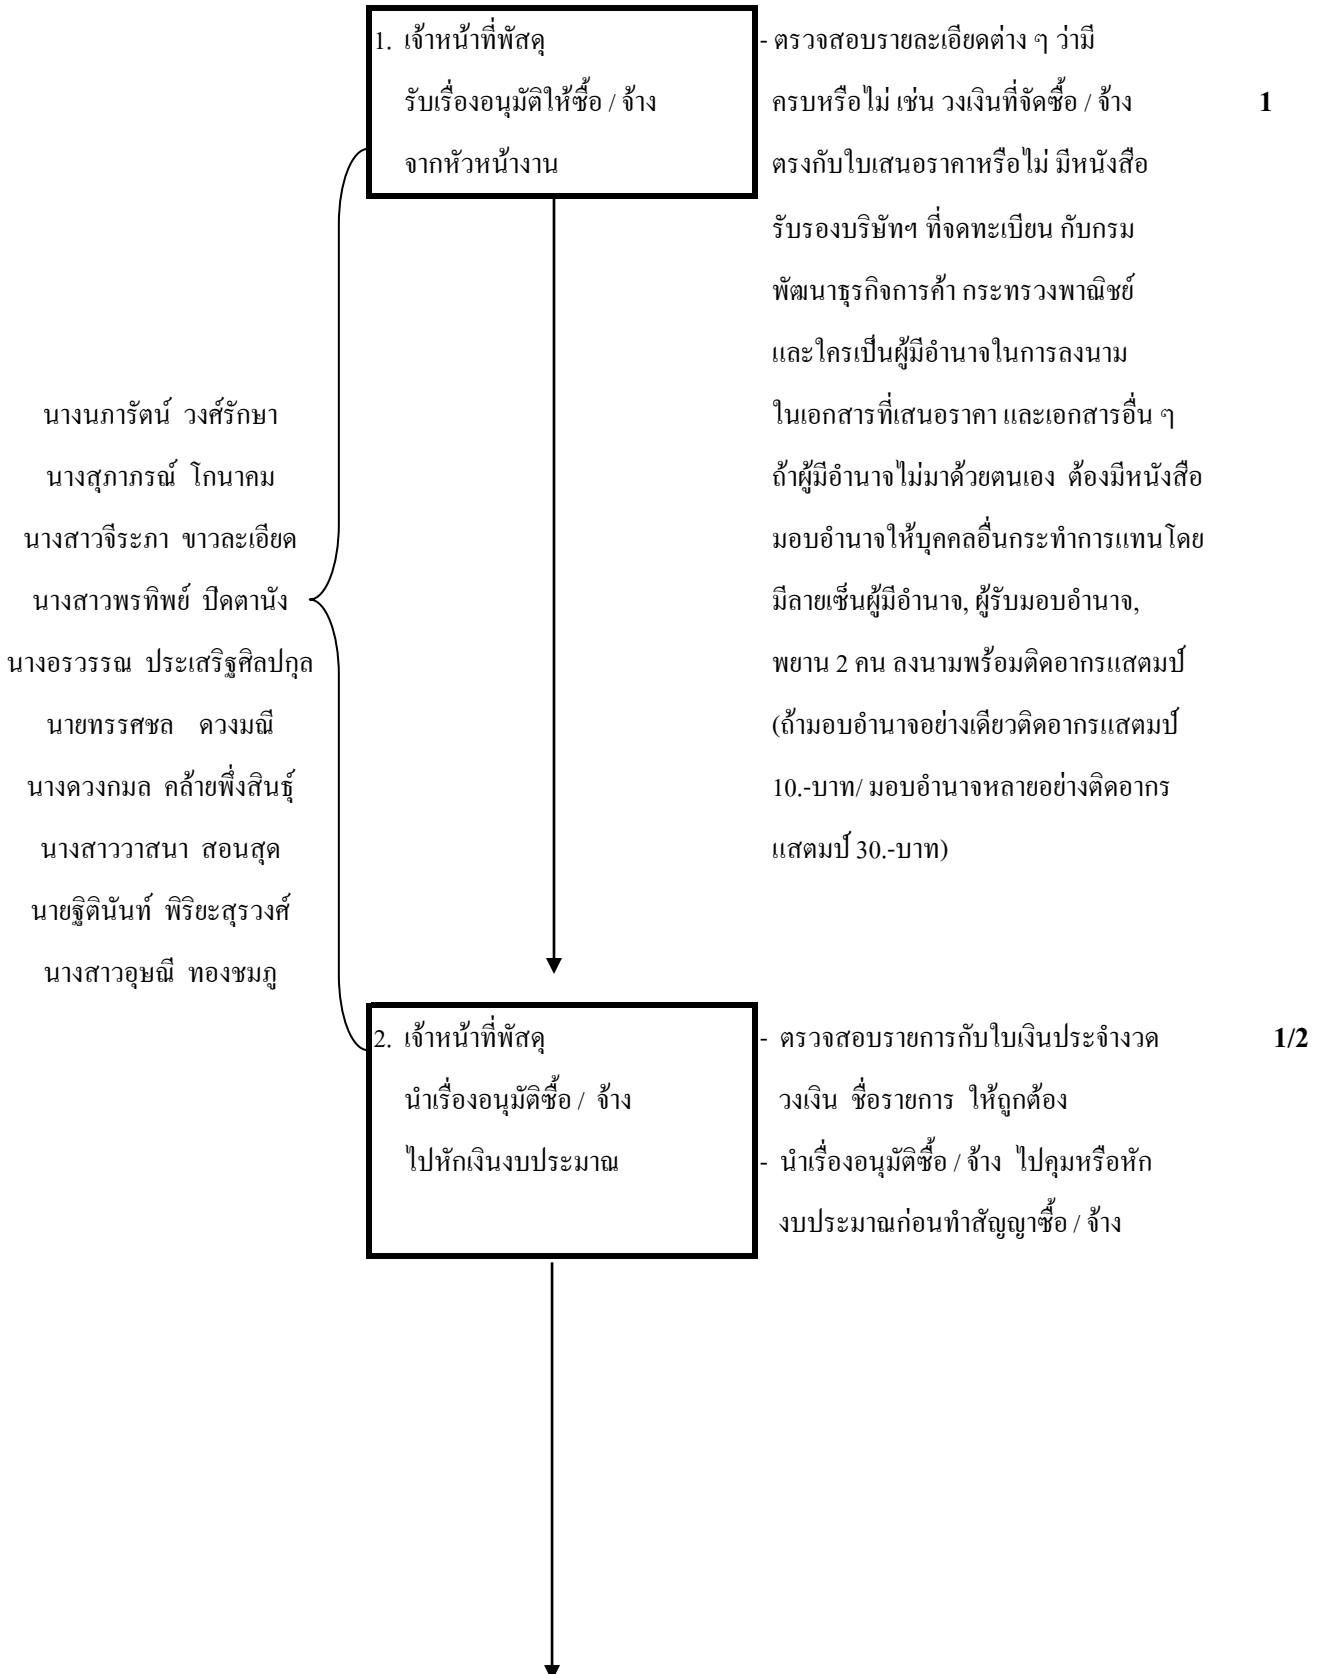 1. เจ้าหน้าที่พัสดุ
รับเรื่องอนุมัติให้ซื้อ / จ้าง
จากหัวหน้างาน
- ตรวจสอบรายละเอียดต่าง ๆ ว่ามี
ครบหรือไม่ เช่น วงเงินที่จัดซื้อ / จ้าง
1
ตรงกับใบเสนอราคาหรือไม่ มีหนังสือ
รับรองบริษัทฯ ที่จดทะเบียน กับกรม
พัฒนาธุรกิจการค้า กระทรวงพาณิชย์
และใครเป็นผู้มีอำนาจในการลงนาม
ในเอกสารที่เสนอราคา และเอกสารอื่น ๆ
ถ้าผู้มีอำนาจไม่มาด้วยตนเอง ต้องมีหนังสือ
มอบอำนาจให้บุคคลอื่นกระทำการแทนโดย
มีลายเซ็นผู้มีอำนาจ, ผู้รับมอบอำนาจ,
พยาน 2 คน ลงนามพร้อมติดอากรแสตมป์
(ถ้ามอบอำนาจอย่างเดียวติดอากรแสตมป์
10.-บาท/ มอบอำนาจหลายอย่างติดอากร
แสตมป์ 30.-บาท)
นางนภารัตน์ วงศ์รักษา
นางสุภาภรณ์ โกนาคม
นางสาวจีระภา ขาวละเอียด
นางสาวพรทิพย์ ปิดตานัง
นางอรวรรณ ประเสริฐศิลปกุล
นายทรรศชล ดวงมณี
นางดวงกมล คล้ายพึ่งสินธุ์
นางสาววาสนา สอนสุด
นายฐิตินันท์ พิริยะสุรวงศ์
นางสาวอุษณี ทองชมภู
2. เจ้าหน้าที่พัสดุ
นำเรื่องอนุมัติซื้อ / จ้าง
ไปหักเงินงบประมาณ
- ตรวจสอบรายการกับใบเงินประจำงวด
1/2
วงเงิน ชื่อรายการ ให้ถูกต้อง
- นำเรื่องอนุมัติซื้อ / จ้าง ไปคุมหรือหัก
งบประมาณก่อนทำสัญญาซื้อ / จ้าง